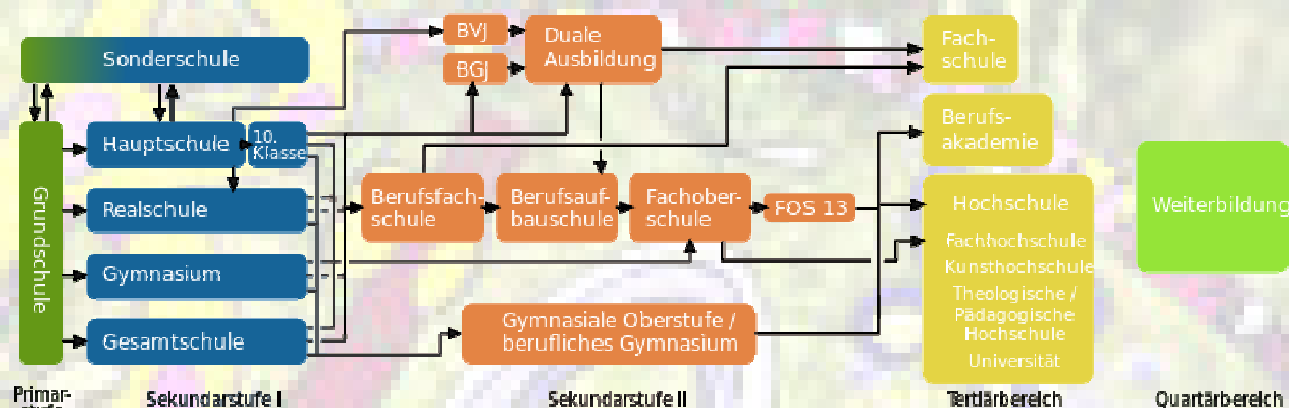 Sonderschule
Grundschule
Hauptschule
10.
Klasse
Realschule
Gymnasium
Gesamtschule
BVJ
BGJ
Duale
Ausbildung
Berufsfach-
schule
Berufsauf-
bauschule
Fachober-
schule
FOS 13
Gymnasiale Oberstufe /
berufliches Gymnasium
Fach-
schule
Berufs-
akademie
Hochschule
Fachhochschule
Kunsthochschule
Theologische /
Pädagogische
Hochschule
Universität
Weiterbildung
Primar-
stufe
Sekundarstufe I
Sekundarstufe II
Tertiärbereich
Quartärbereich